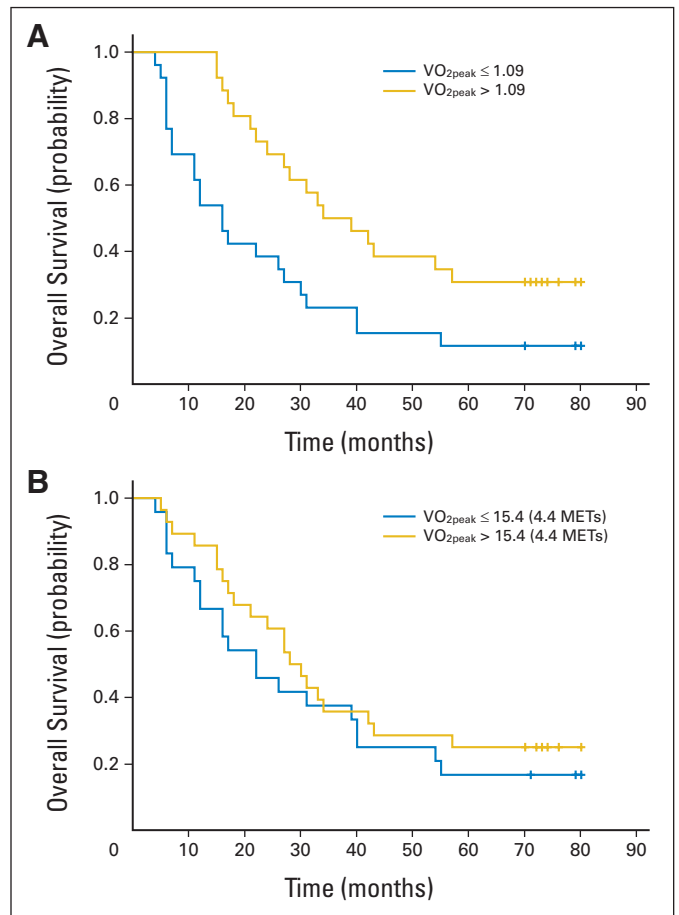 A
1.0
0.8
0.6
0.4
0.2
Overall Survival (probability)
VO2peak ≤ 1.09
VO2peak > 1.09
0 10 20 30 40 50 60 70 80 90
Time (months)
B
1.0
0.8
0.6
0.4
0.2
Overall Survival (probability)
VO2peak ≤ 15.4 (4.4 METs)
VO2peak > 15.4 (4.4 METs)
0 10 20 30 40 50 60 70 80 90
Time (months)